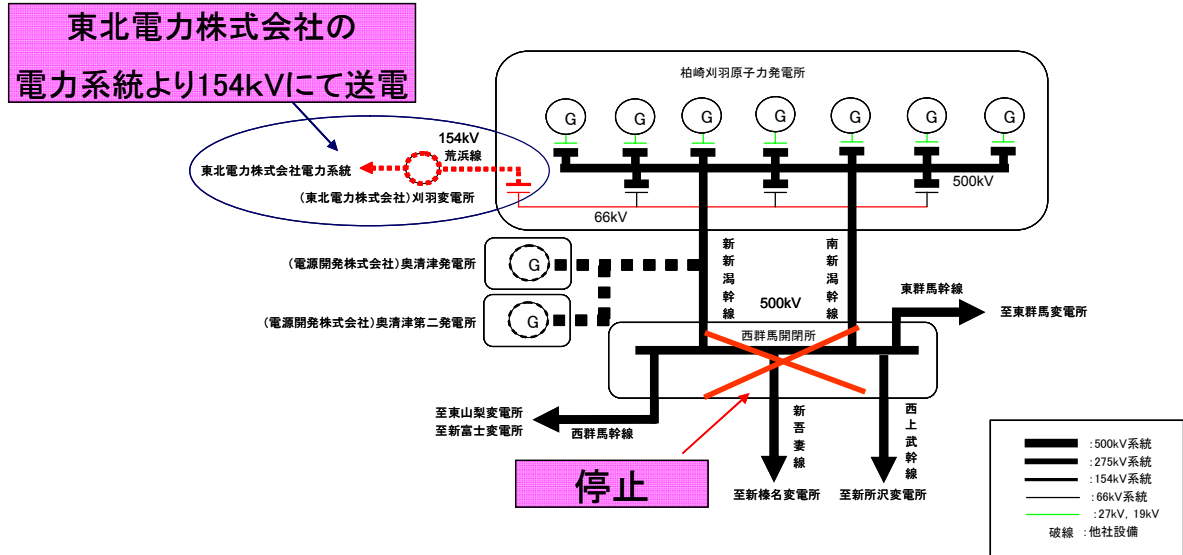 東北電力株式会社の
電力系統より154kVにて送電
柏崎刈羽原子力発電所
G
G
G
G
G
G
G
154kV
荒浜線
東北電力株式会社電力系統
(東北電力株式会社)刈羽変電所
500kV
66kV
新新潟幹線
南新潟幹線
(電源開発株式会社)奥清津発電所
G
500kV
東群馬幹線
至東群馬変電所
(電源開発株式会社)奥清津第二発電所
G
西群馬開閉所
至東山梨変電所
至新富士変電所
西群馬幹線
新吾妻線
西上武幹線
停止
至新榛名変電所
至新所沢変電所
:500kV系統
:275kV系統
:154kV系統
:66kV系統
:27kV, 19kV
破線 :他社設備